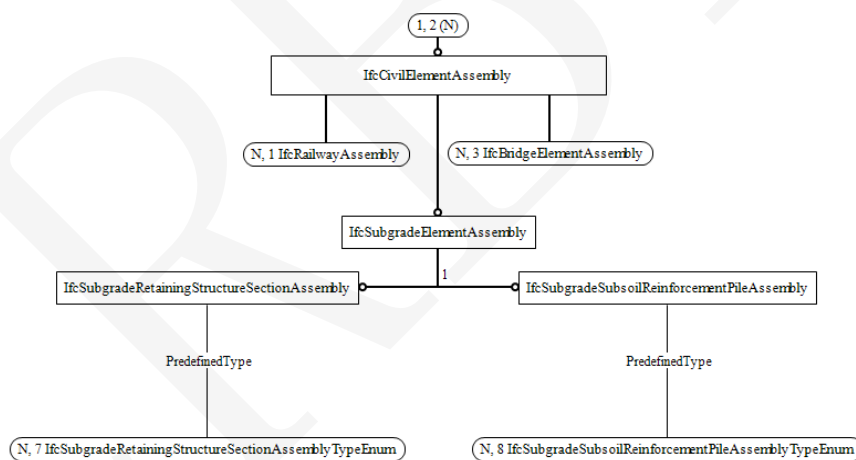 1, 2 (N)
IfcCivilElementAssembly
N, 1 IfcRailwayAssembly
N, 3 IfcBridgeElementAssembly
IfcSubgradeElementAssembly
1
IfcSubgradeRetainingStructureSectionAssembly
IfcSubgradeSubsoilReinforcementPileAssembly
PredefinedType
PredefinedType
N, 7 IfcSubgradeRetainingStructureSectionAssemblyTypeEnum
N, 8 IfcSubgradeSubsoilReinforcementPileAssemblyTypeEnum